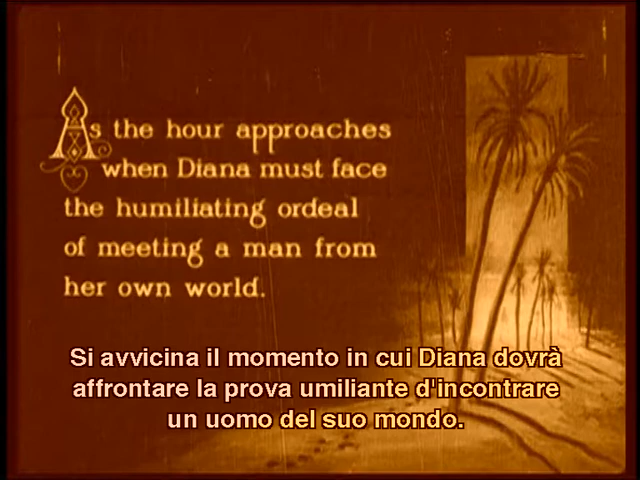 As the hour approaches
when Diana must face
the humiliating ordeal
of meeting a man from
her own world.
Si avvicina il momento in cui Diana dovrà
affrontare la prova umiliante d'incontrare
un uomo del suo mondo.